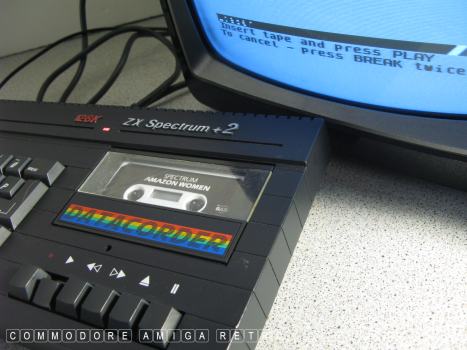 Insert tape and press PLAY
To cancel - press BREAK twice
128K
ZX Spectrum +2
SPECTRUM
AMAZON WOMEN
DATACORDER
COMMODORE AMIGA RET